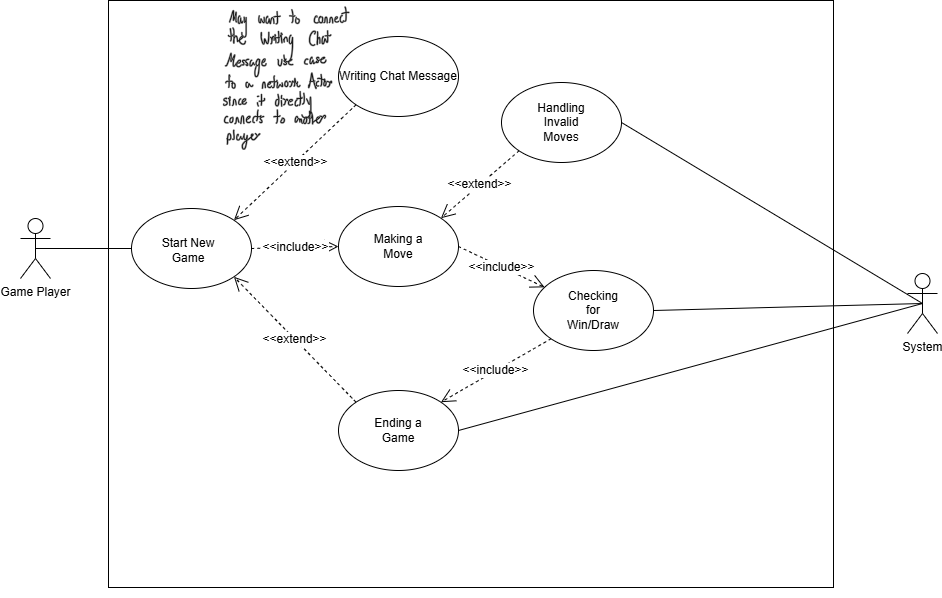 May want to connect
the Writing Chat
Message use case
to a network Actor
since it directly
connects to another
player
Writing Chat Message
Handling
Invalid
Moves
<<extend>>
<<extend>>
Start New
Game
<<include>>
Making a
Move
<<include>>
Checking
for
Win/Draw
Game Player
System
<<extend>>
<<include>>
Ending a
Game